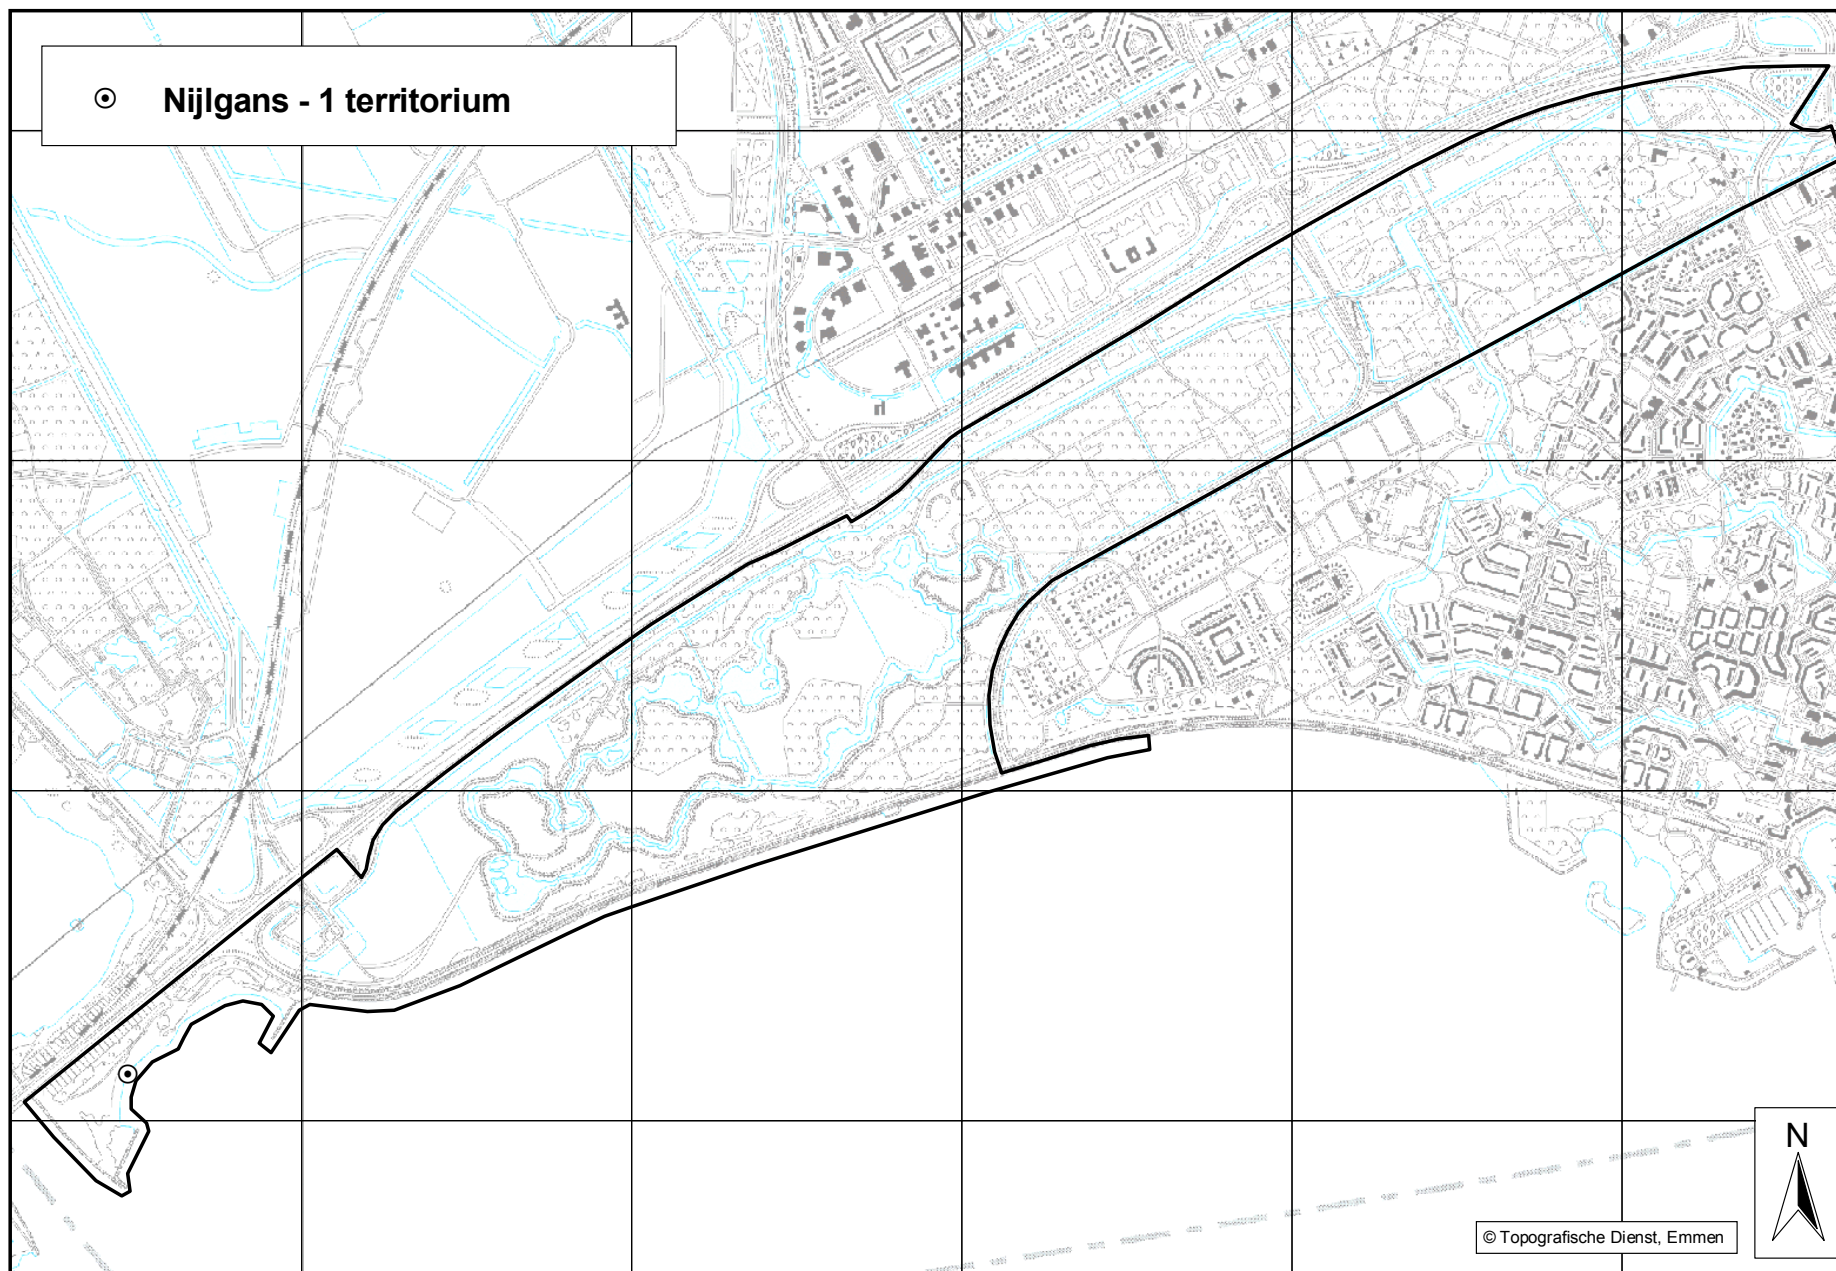 Nijlgans - 1 territorium
N
© Topografische Dienst, Emmen